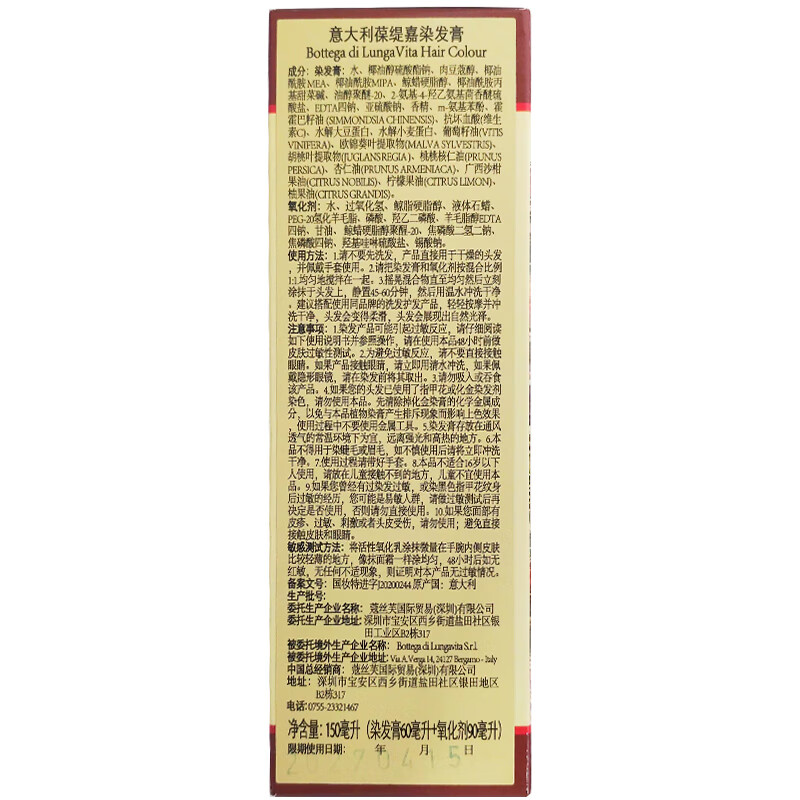 意大利葆缇嘉染发膏
Bottega di LungaVita Hair Colour
成分：染发膏：水、椰油醇硫酸酯钠、肉豆蔻醇、椰油
酰胺MEA、椰油酰胺MIPA、鲸蜡硬脂醇、椰油酰胺丙
基甜菜碱、油醇聚醚-20、2-氨基-4-羟乙氨基茴香醚硫
酸盐、EDTA四钠、亚硫酸钠、香精、m-氨基苯酚、霍
霍巴籽油 (SIMMONDSIA CHINENSIS)、抗坏血酸(维生
素C)、水解大豆蛋白、水解小麦蛋白、葡萄籽油(VITIS
VINIFERA)、欧锦葵叶提取物(MALVA SYLVESTRIS)、
胡桃叶提取物(JUGLANS REGIA)、桃桃核仁油(PRUNUS
PERSICA)、杏仁油(PRUNUS ARMENIACA)、广西沙柑
果油(CITRUS NOBILIS)、柠檬果油(CITRUS LIMON)、
柚果油(CITRUS GRANDIS)。
氧化剂：水、过氧化氢、鲸脂硬脂醇、液体石蜡、
PEG-20氢化羊毛脂、磷酸、羟乙二磷酸、羊毛脂醇EDTA
四钠、甘油、鲸蜡硬脂醇聚醚-20、焦磷酸二氢二钠、
焦磷酸四钠、羟基喹啉硫酸盐、锡酸钠。
使用方法：1.请不要先洗发，产品直接用于干燥的头发
，并佩戴手套使用。2.请把染发膏和氧化剂按混合比例
1:1均匀地搅拌在一起。3.摇晃混合物直至均匀然后立刻
涂抹于头发上，静置45-60分钟，然后用温水冲洗干净
。建议搭配使用同品牌的洗发护发产品，轻轻按摩并冲
洗干净，头发会变得柔滑，头发会展现出自然光泽。
注意事项：1.染发产品可能引起过敏反应，请仔细阅读
如下使用说明书并参照操作，请在使用本品48小时前做
皮肤过敏性测试。2.为避免过敏反应，请不要直接接触
眼睛。如果产品接触眼睛，请立即用清水冲洗，如果佩
戴隐形眼镜，请在染发前将其取出。3.请勿吸入或吞食
该产品。4.如果您的头发已使用了指甲花或化金染发剂
染色，请勿使用本品。先清除掉化金染膏的化学金属成
分，以免与本品植物染膏产生排斥现象而影响上色效果
，使用过程中不要使用金属工具。5.染发膏存放在通风
透气的常温环境下为宜，远离强光和高热的地方。6.本
品不得用于染睫毛或眉毛，如不慎使用后请将立即冲洗
干净。7.使用过程请带好手套。8.本品不适合16岁以下
人使用，请放在儿童接触不到的地方，儿童不宜使用本
品。9.如果您曾经有过染发过敏，或染黑色指甲花纹身
后过敏的经历，您可能是易敏人群，请做过敏测试后再
决定是否使用，否则请勿直接使用。10.如果您面部有
皮疹、过敏、刺激或者头皮受伤，请勿使用；避免直接
接触皮肤和眼睛。
敏感测试方法：将活性氧化乳涂抹微量在手腕内侧皮肤
比较轻薄的地方，像抹面霜一样涂均匀，48小时后如无
红敏，无任何不适现象，则证明对本产品无过敏情况。
备案文号：国妆特进字J20200244 原产国：意大利
生产批号：
委托生产企业名称：蔻丝芙国际贸易(深圳)有限公司
委托生产企业地址：深圳市宝安区西乡街道盐田社区银
田工业区B2栋317
被委托境外生产企业名称：Bottega di Lungavita S.r.l.
被委托境外生产企业地址：Via A. Verga 14, 24127 Bergamo - Italy
中国总经销商：蔻丝芙国际贸易(深圳)有限公司
地址：深圳市宝安区西乡街道盐田社区银田地区
B2栋317
电话：0755-23321467
净含量：150毫升（染发膏60毫升+氧化剂90毫升）
限期使用日期： 年 月 日
20270415